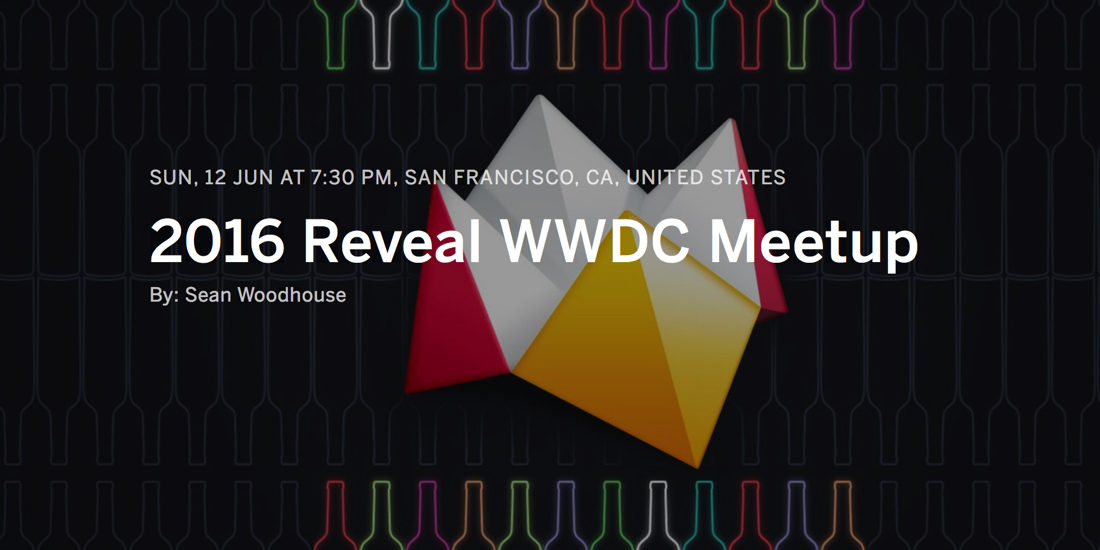 SUN, 12 JUN AT 7:30 PM, SAN FRANCISCO, CA, UNITED STATES
2016 Reveal WWDC Meetup
By: Sean Woodhouse